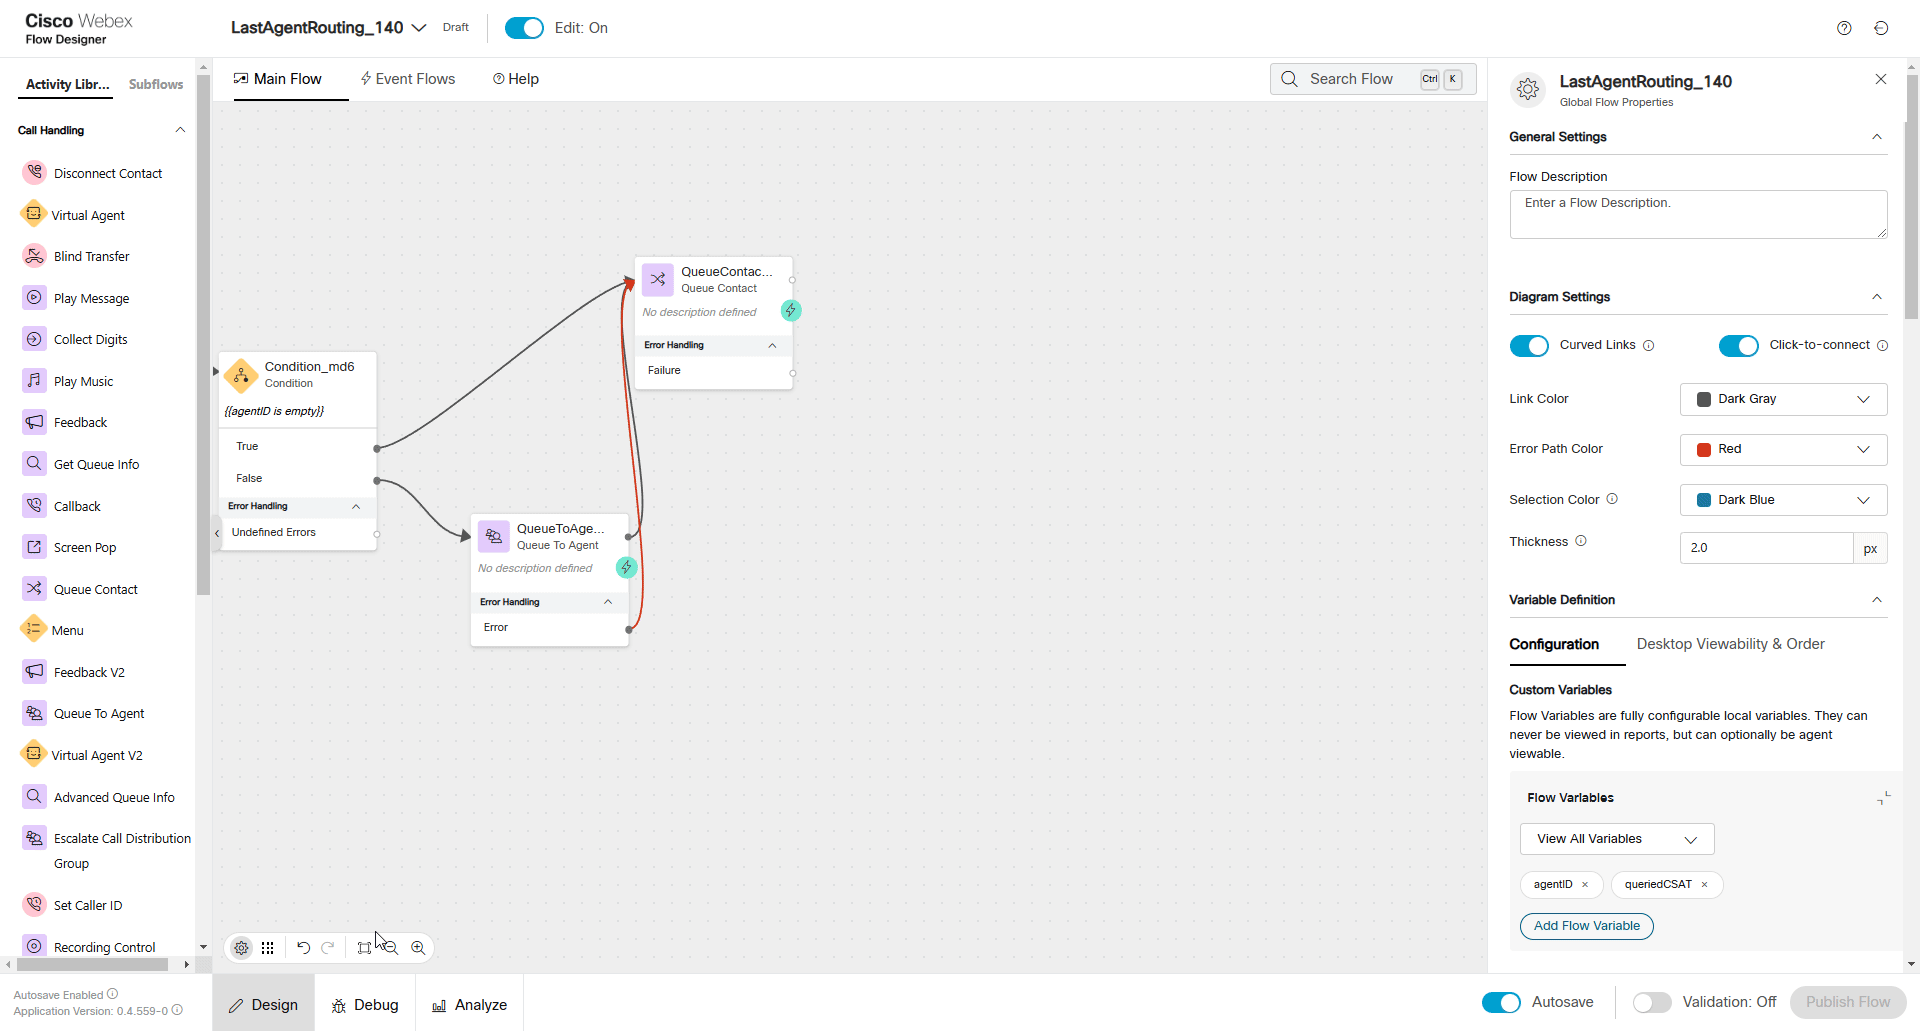 Cisco Webex
Flow Designer
LastAgentRouting_140
Draft
Edit: On
Activity Libr...
Subflows
Call Handling
Disconnect Contact
Virtual Agent
Blind Transfer
Play Message
Collect Digits
Play Music
Feedback
Get Queue Info
Callback
Screen Pop
Queue Contact
Menu
Feedback V2
Queue To Agent
Virtual Agent V2
Advanced Queue Info
Escalate Call Distribution
Group
Set Caller ID
Recording Control
Autosave Enabled
Application Version: 0.4.559-0
Main Flow
Event Flows
Help
Search Flow
Ctrl
K
Condition_md6
Condition
{{agentID is empty}}
True
False
Error Handling
Undefined Errors
QueueContac...
Queue Contact
No description defined
Error Handling
Failure
QueueToAge...
Queue To Agent
No description defined
Error Handling
Error
Design
Debug
Analyze
LastAgentRouting_140
Global Flow Properties
General Settings
Flow Description
Enter a Flow Description.
Diagram Settings
Curved Links
Click-to-connect
Link Color
Dark Gray
Error Path Color
Red
Selection Color
Dark Blue
Thickness
2.0
px
Variable Definition
Configuration
Desktop Viewability & Order
Custom Variables
Flow Variables are fully configurable local variables. They can
never be viewed in reports, but can optionally be agent
viewable.
Flow Variables
View All Variables
agentID ×
queriedCSAT ×
Add Flow Variable
Autosave
Validation: Off
Publish Flow